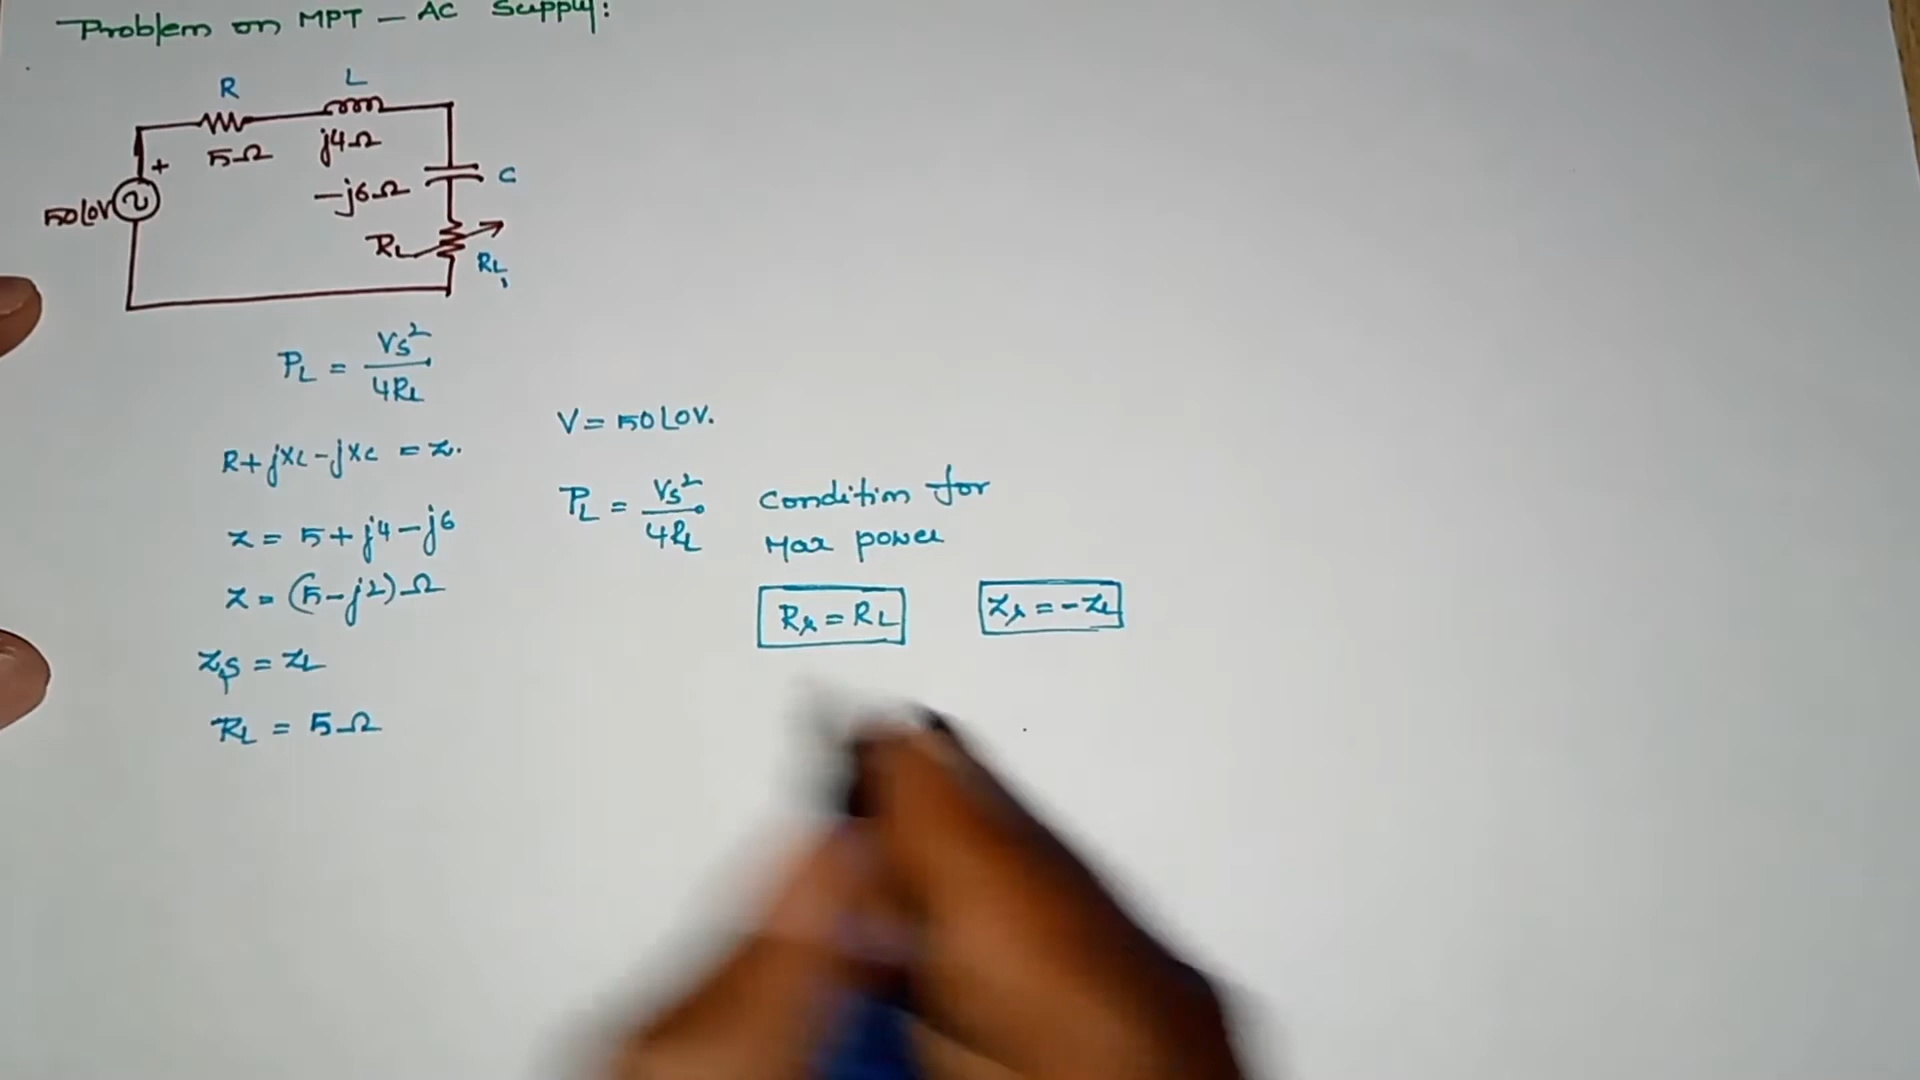 Problem on MPT - AC Supply:
R
L
5Ω
j4Ω
+
-j6Ω
C
50∠0V
RL
RL,
PL = Vs²/4RL
R+jXL-jXC = Z.
Z = 5+j4-j6
Z = (5-j2)Ω
ZS = ZL
RL = 5Ω
V = 50∠0V.
PL = Vs²/4RL
Condition for
Max power
Rs = RL
Zs = -ZL